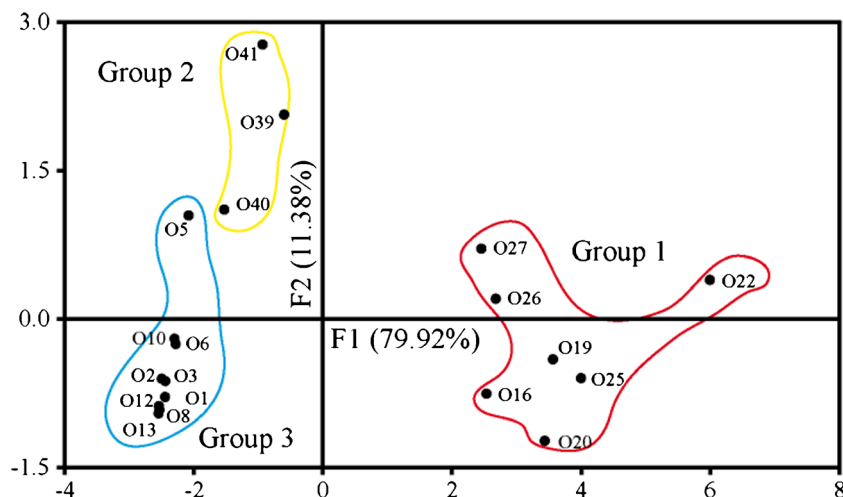 3.0
O41
Group 2
O39
1.5
O40
O5
F2 (11.38%)
O27
Group 1
O22
O26
0.0
O10
O6
F1 (79.92%)
O19
O2
O3
O25
O12
O1
O16
O8
O13
Group 3
O20
-1.5
-4
-2
0
2
4
6
8